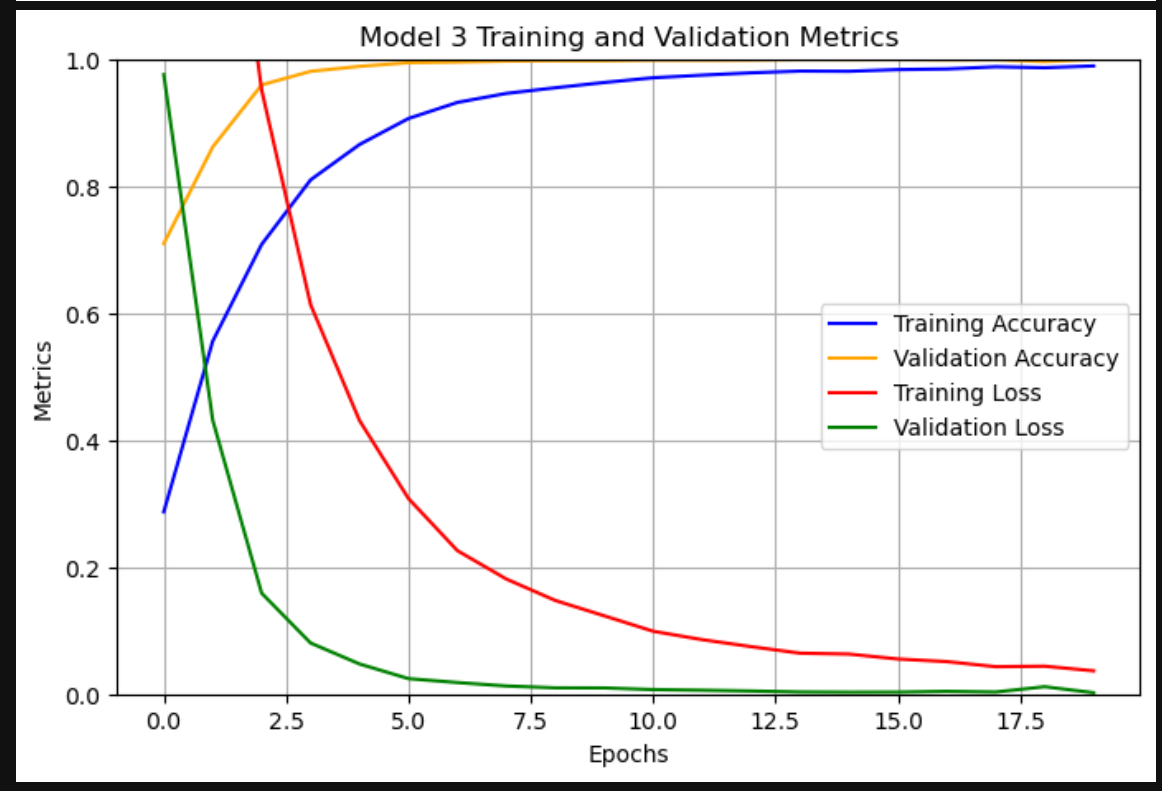 Model 3 Training and Validation Metrics
1.0
0.8
0.6
0.4
0.2
0.0
Metrics
Training Accuracy
Validation Accuracy
Training Loss
Validation Loss
0.0 2.5 5.0 7.5 10.0 12.5 15.0 17.5
Epochs